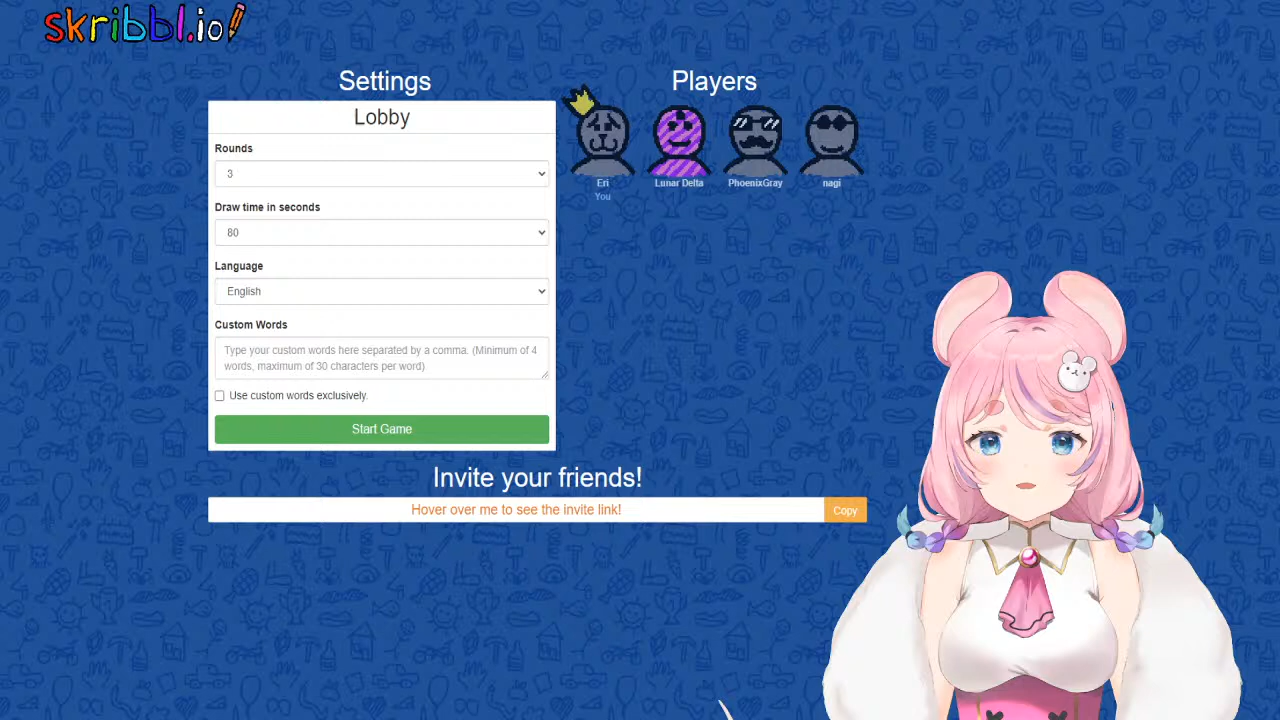 skribbl.io
Settings
Lobby
Rounds
3
Draw time in seconds
80
Language
English
Custom Words
Type your custom words here separated by a comma. (Minimum of 4
words, maximum of 30 characters per word)
Use custom words exclusively.
Start Game
Players
Eri
You
Lunar Delta
PhoenixGray
nagi
Invite your friends!
Hover over me to see the invite link!
Copy